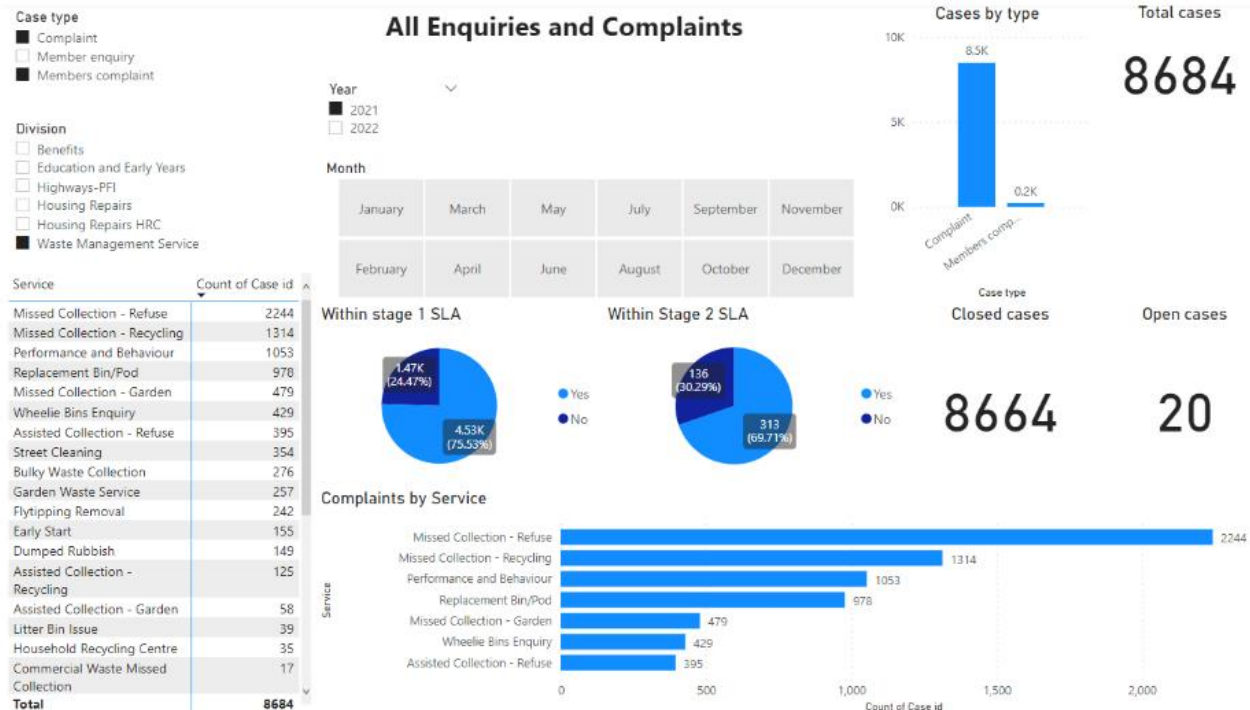 Case type
Complaint
Member enquiry
Members complaint
Division
Benefits
Education and Early Years
Highways-PFI
Housing Repairs
Housing Repairs HRC
Waste Management Service
All Enquiries and Complaints
Year
2021
2022
Month
January March May July September November
February April June August October December
Cases by type
10K
8.5K
5K
0.2K
0K
Complaint
Members comp...
Case type
Total cases
8684
Service Count of Case id
Missed Collection - Refuse 2244
Missed Collection - Recycling 1314
Performance and Behaviour 1053
Replacement Bin/Pod 978
Missed Collection - Garden 479
Wheelie Bins Enquiry 429
Assisted Collection - Refuse 395
Street Cleaning 354
Bulky Waste Collection 276
Garden Waste Service 257
Flytipping Removal 242
Early Start 155
Dumped Rubbish 149
Assisted Collection - 125
Recycling
Assisted Collection - Garden 58
Litter Bin Issue 39
Household Recycling Centre 35
Commercial Waste Missed 17
Collection
Total 8684
Within stage 1 SLA
1.47K
(24.47%)
4.53K
(75.53%)
Yes
No
Within Stage 2 SLA
136
(30.29%)
313
(69.71%)
Yes
No
Closed cases
8664
Open cases
20
Complaints by Service
Service
Missed Collection - Refuse 2244
Missed Collection - Recycling 1314
Performance and Behaviour 1053
Replacement Bin/Pod 978
Missed Collection - Garden 479
Wheelie Bins Enquiry 429
Assisted Collection - Refuse 395
0 500 1,000 1,500 2,000
Count of Case id